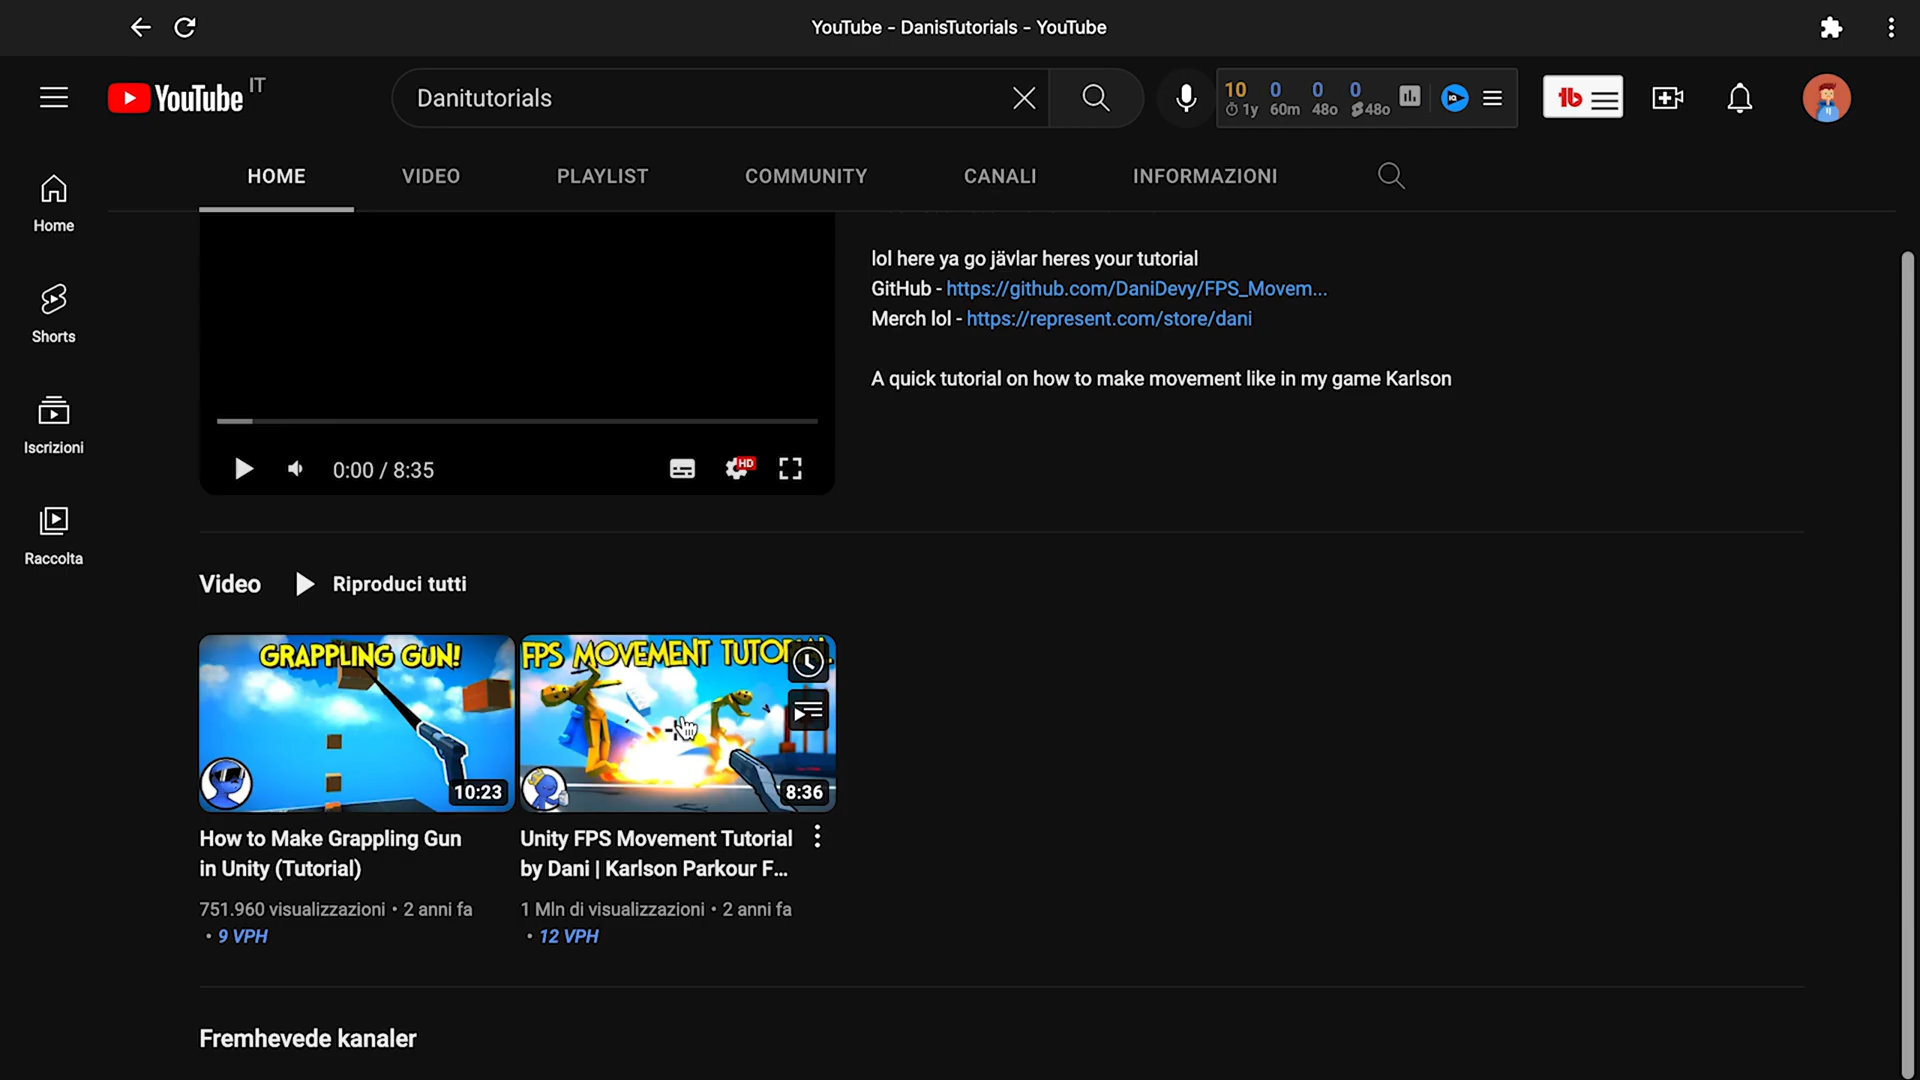 YouTube - DanisTutorials - YouTube
YouTube IT
Danitutorials
10 0 0 0
1y 60m 48o 48o
HOME VIDEO PLAYLIST COMMUNITY CANALI INFORMAZIONI
Home
Shorts
Iscrizioni
Raccolta
lol here ya go jävlar heres your tutorial
GitHub - https://github.com/DaniDevy/FPS_Movem...
Merch lol - https://represent.com/store/dani
A quick tutorial on how to make movement like in my game Karlson
0:00 / 8:35
HD
Video Riproduci tutti
GRAPPLING GUN!
10:23
FPS MOVEMENT TUTORIAL
8:36
How to Make Grappling Gun
in Unity (Tutorial)
751.960 visualizzazioni • 2 anni fa
• 9 VPH
Unity FPS Movement Tutorial
by Dani | Karlson Parkour F...
1 Mln di visualizzazioni • 2 anni fa
• 12 VPH
Fremhevede kanaler